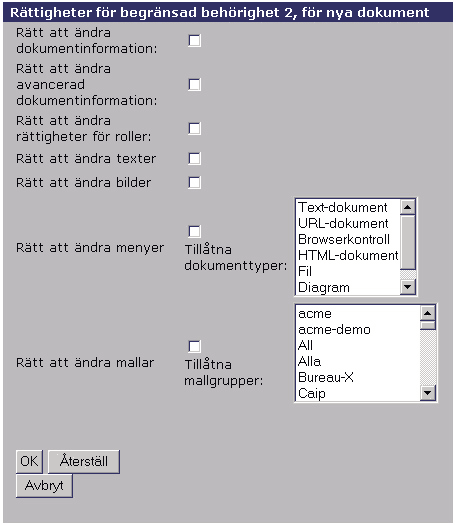 Rättigheter för begränsad behörighet 2, för nya dokument
Rätt att ändra
dokumentinformation:
Rätt att ändra
avancerad
dokumentinformation:
Rätt att ändra
rättigheter för roller:
Rätt att ändra texter
Rätt att ändra bilder
Rätt att ändra menyer
Tillåtna
dokumenttyper:
Text-dokument
URL-dokument
Browserkontroll
HTML-dokument
Fil
Diagram
Rätt att ändra mallar
Tillåtna
mallgrupper:
acme
acme-demo
All
Alla
Bureau-X
Caip
OK
Återställ
Avbryt